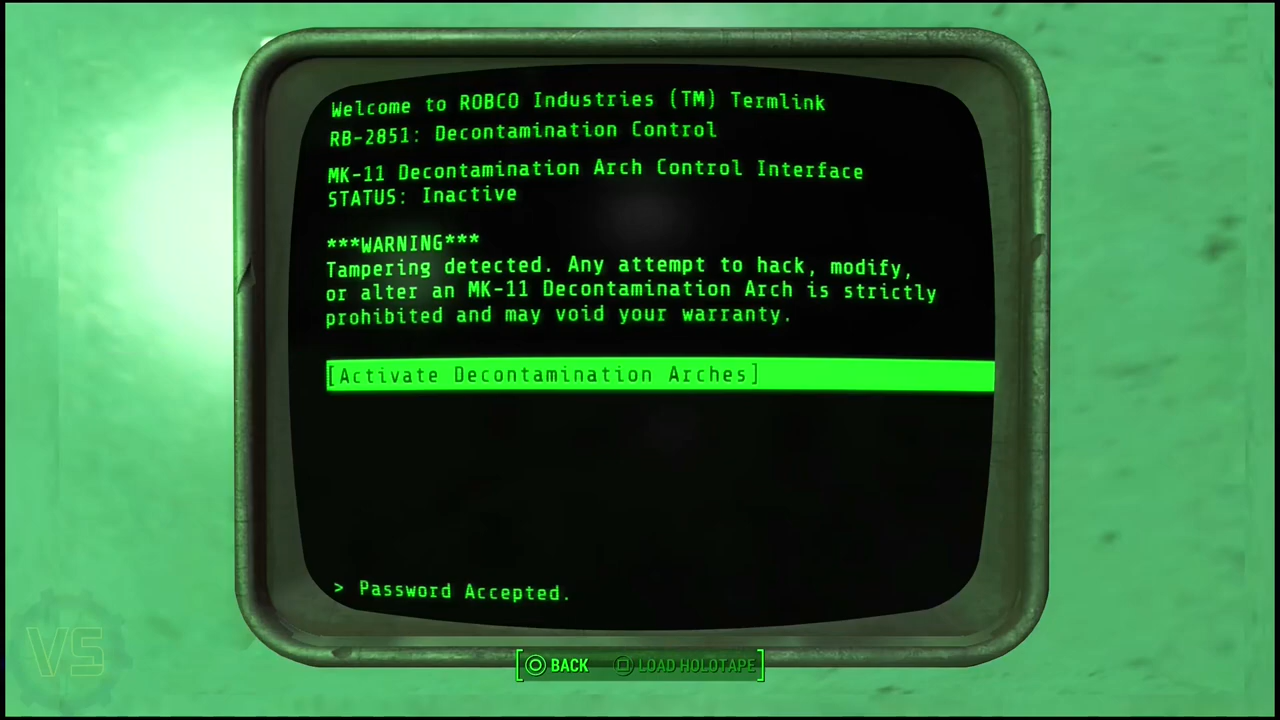 Welcome to ROBCO Industries (TM) Termlink
RB-2851: Decontamination Control
MK-11 Decontamination Arch Control Interface
STATUS: Inactive
***WARNING***
Tampering detected. Any attempt to hack, modify,
or alter an MK-11 Decontamination Arch is strictly
prohibited and may void your warranty.
[Activate Decontamination Arches]
> Password Accepted.
BACK LOAD HOLOTAPE
VS